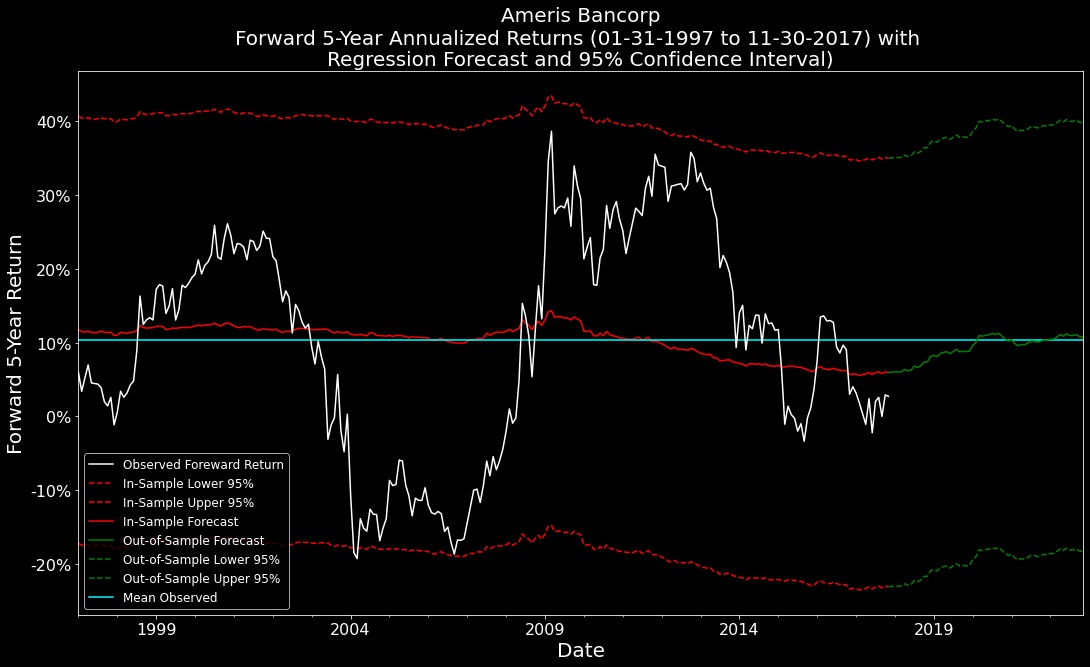 Ameris Bancorp
Forward 5-Year Annualized Returns (01-31-1997 to 11-30-2017) with
Regression Forecast and 95% Confidence Interval)
Forward 5-Year Return
40%
30%
20%
10%
0%
-10%
-20%
Observed Foreward Return
In-Sample Lower 95%
In-Sample Upper 95%
In-Sample Forecast
Out-of-Sample Forecast
Out-of-Sample Lower 95%
Out-of-Sample Upper 95%
Mean Observed
1999
2004
2009
2014
2019
Date